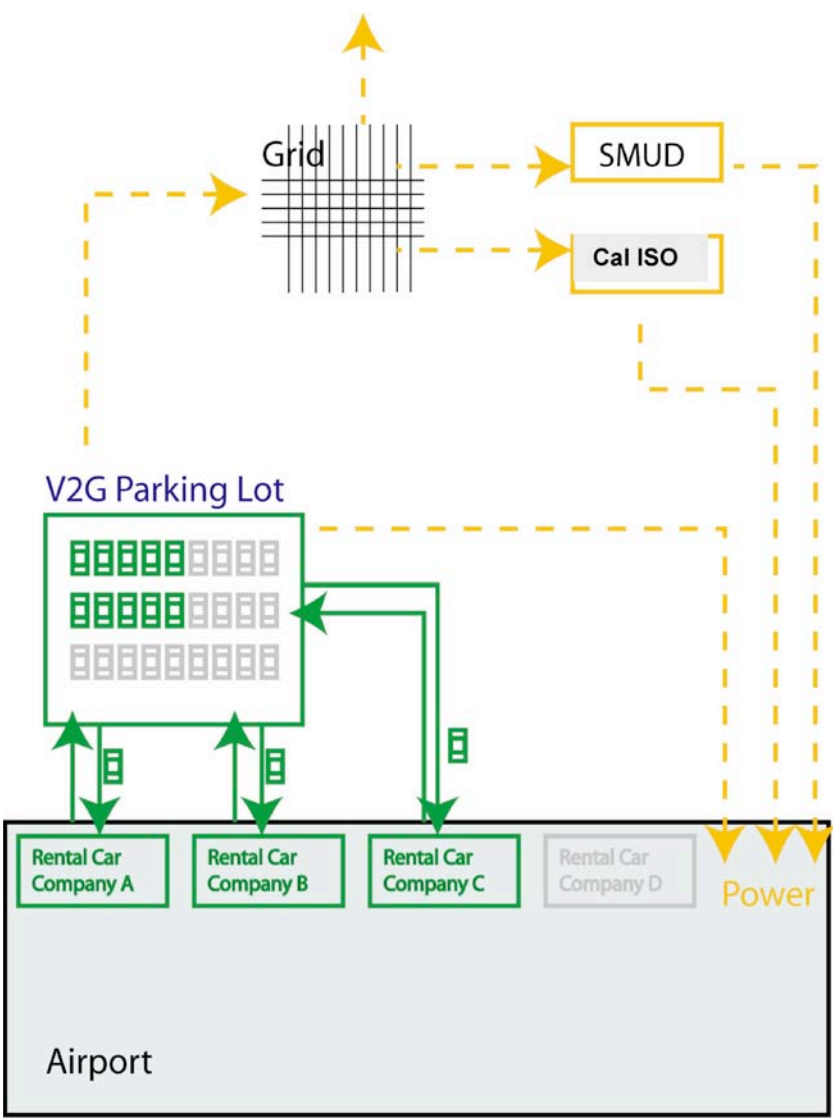 Grid
SMUD
Cal ISO
V2G Parking Lot
Rental Car
Company A
Rental Car
Company B
Rental Car
Company C
Rental Car
Company D
Power
Airport